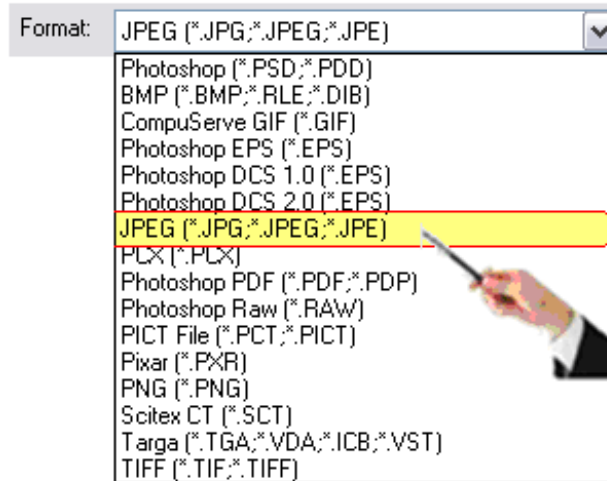 Format: JPEG (*.JPG;*.JPEG;*.JPE)
Photoshop (*.PSD;*.PDD)
BMP (*.BMP;*.RLE;*.DIB)
CompuServe GIF (*.GIF)
Photoshop EPS (*.EPS)
Photoshop DCS 1.0 (*.EPS)
Photoshop DCS 2.0 (*.EPS)
JPEG (*.JPG;*.JPEG;*.JPE)
PCX (*.PCX)
Photoshop PDF (*.PDF;*.PDP)
Photoshop Raw (*.RAW)
PICT File (*.PCT;*.PICT)
Pixar (*.PXR)
PNG (*.PNG)
Scitex CT (*.SCT)
Targa (*.TGA;*.VDA;*.ICB;*.VST)
TIFF (*.TIF;*.TIFF)